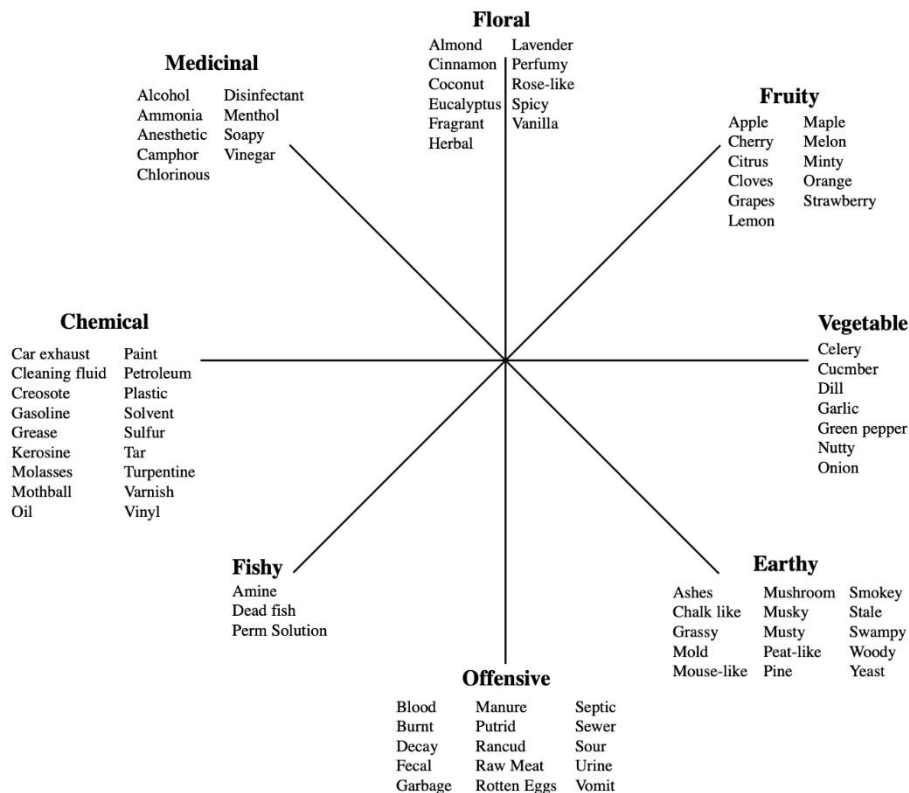 Floral
Almond Lavender
Cinnamon Perfumy
Coconut Rose-like
Eucalyptus Spicy
Fragrant Vanilla
Herbal
Medicinal
Alcohol Disinfectant
Ammonia Menthol
Anesthetic Soapy
Camphor Vinegar
Chlorinous
Fruity
Apple Maple
Cherry Melon
Citrus Minty
Cloves Orange
Grapes Strawberry
Lemon
Chemical
Car exhaust Paint
Cleaning fluid Petroleum
Creosote Plastic
Gasoline Solvent
Grease Sulfur
Kerosine Tar
Molasses Turpentine
Mothball Varnish
Oil Vinyl
Vegetable
Celery
Cucmber
Dill
Garlic
Green pepper
Nutty
Onion
Fishy
Amine
Dead fish
Perm Solution
Earthy
Ashes Mushroom Smokey
Chalk like Musky Stale
Grassy Musty Swampy
Mold Peat-like Woody
Mouse-like Pine Yeast
Offensive
Blood Manure Septic
Burnt Putrid Sewer
Decay Rancud Sour
Fecal Raw Meat Urine
Garbage Rotten Eggs Vomit